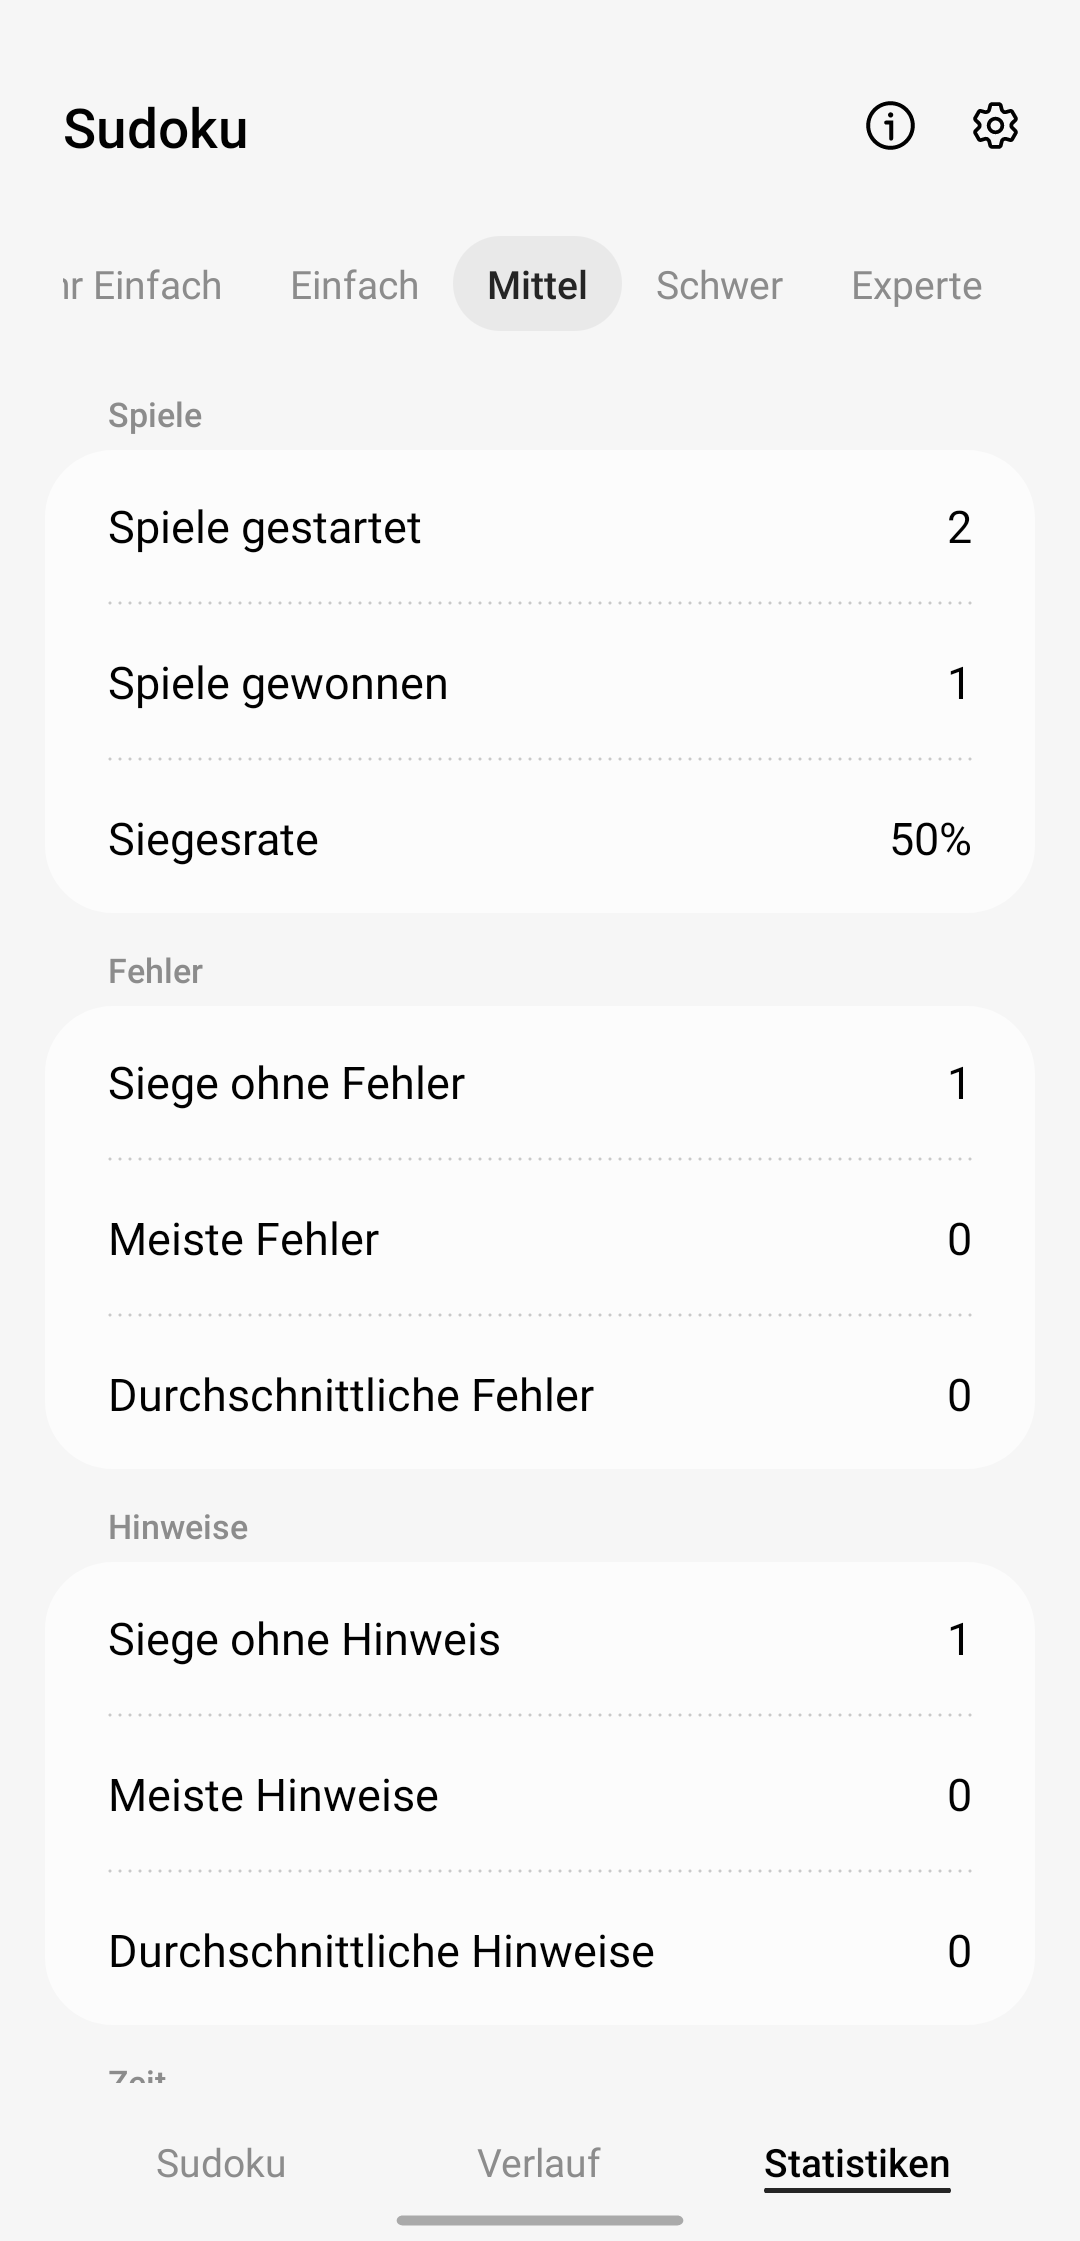 Sudoku
Einfach Einfach Mittel Schwer Experte
Spiele
Spiele gestartet 2
Spiele gewonnen 1
Siegesrate 50%
Fehler
Siege ohne Fehler 1
Meiste Fehler 0
Durchschnittliche Fehler 0
Hinweise
Siege ohne Hinweis 1
Meiste Hinweise 0
Durchschnittliche Hinweise 0
Zeit
Sudoku Verlauf Statistiken